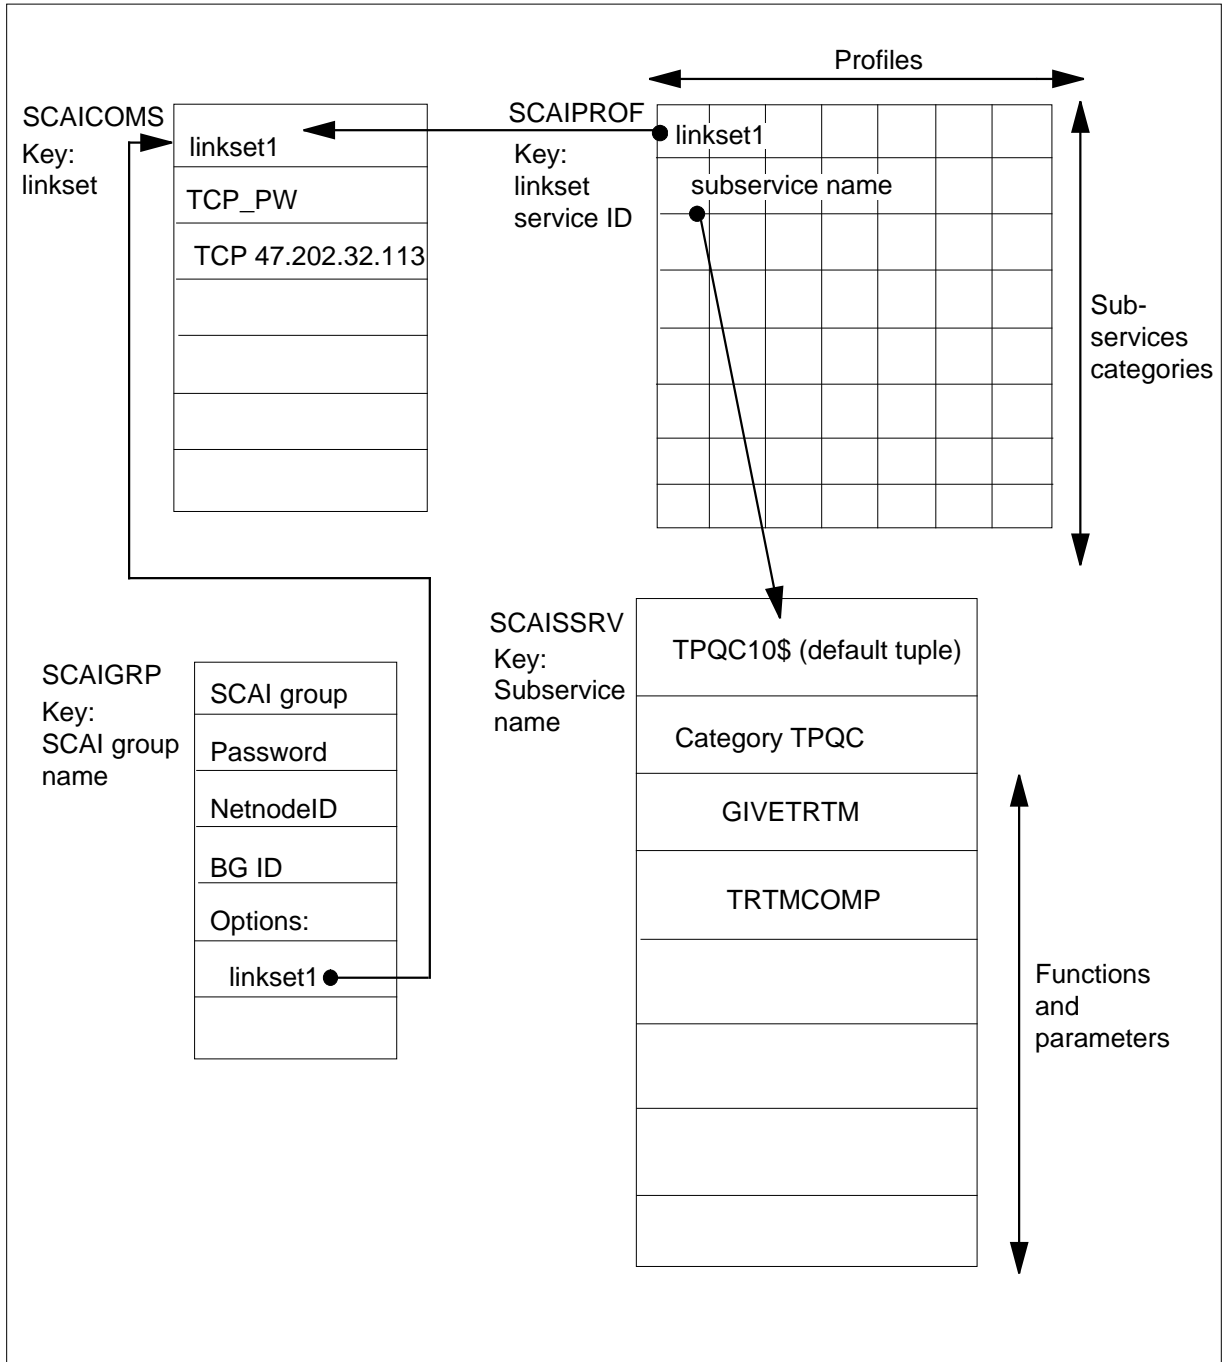 Profiles
SCAICOMS
Key:
linkset
linkset1
TCP_PW
TCP 47.202.32.113
SCAIPROF
Key:
linkset
service ID
linkset1
subservice name
Sub-
services
categories
SCAIGRP
Key:
SCAI group
name
SCAI group
Password
NetnodeID
BG ID
Options:
linkset1
SCAISSRV
Key:
Subservice
name
TPQC10$ (default tuple)
Category TPQC
GIVETRTM
TRTMCOMP
Functions
and
parameters